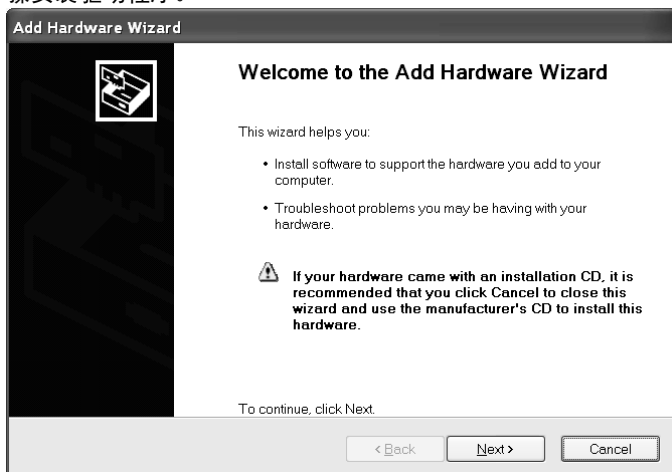 Add Hardware Wizard
Welcome to the Add Hardware Wizard
This wizard helps you:
• Install software to support the hardware you add to your
computer.
• Troubleshoot problems you may be having with your
hardware.
If your hardware came with an installation CD, it is
recommended that you click Cancel to close this
wizard and use the manufacturer's CD to install this
hardware.
To continue, click Next.
< Back Next > Cancel